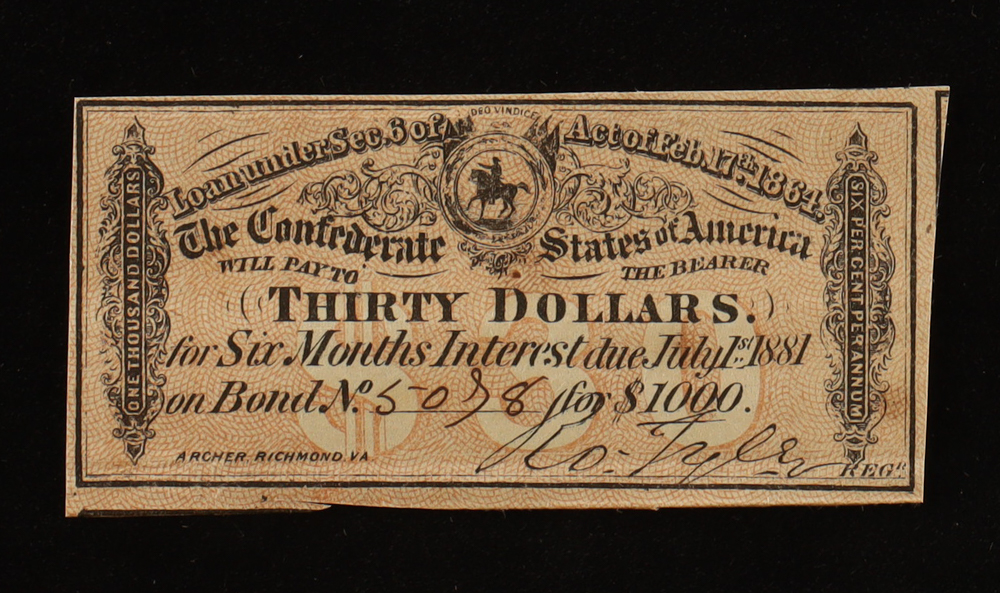 DEO VINDICE
Loan under Sec. 6 of Act of Feb. 17th. 1864.
The Confederate States of America
WILL PAY TO THE BEARER
THIRTY DOLLARS.
for Six Months Interest due July 1st 1881
on Bond No. 5098 for $1000.
$30
Ro. Tyler
ARCHER, RICHMOND, VA
REGR.
ONE THOUSAND DOLLARS
SIX PER CENT PER ANNUM